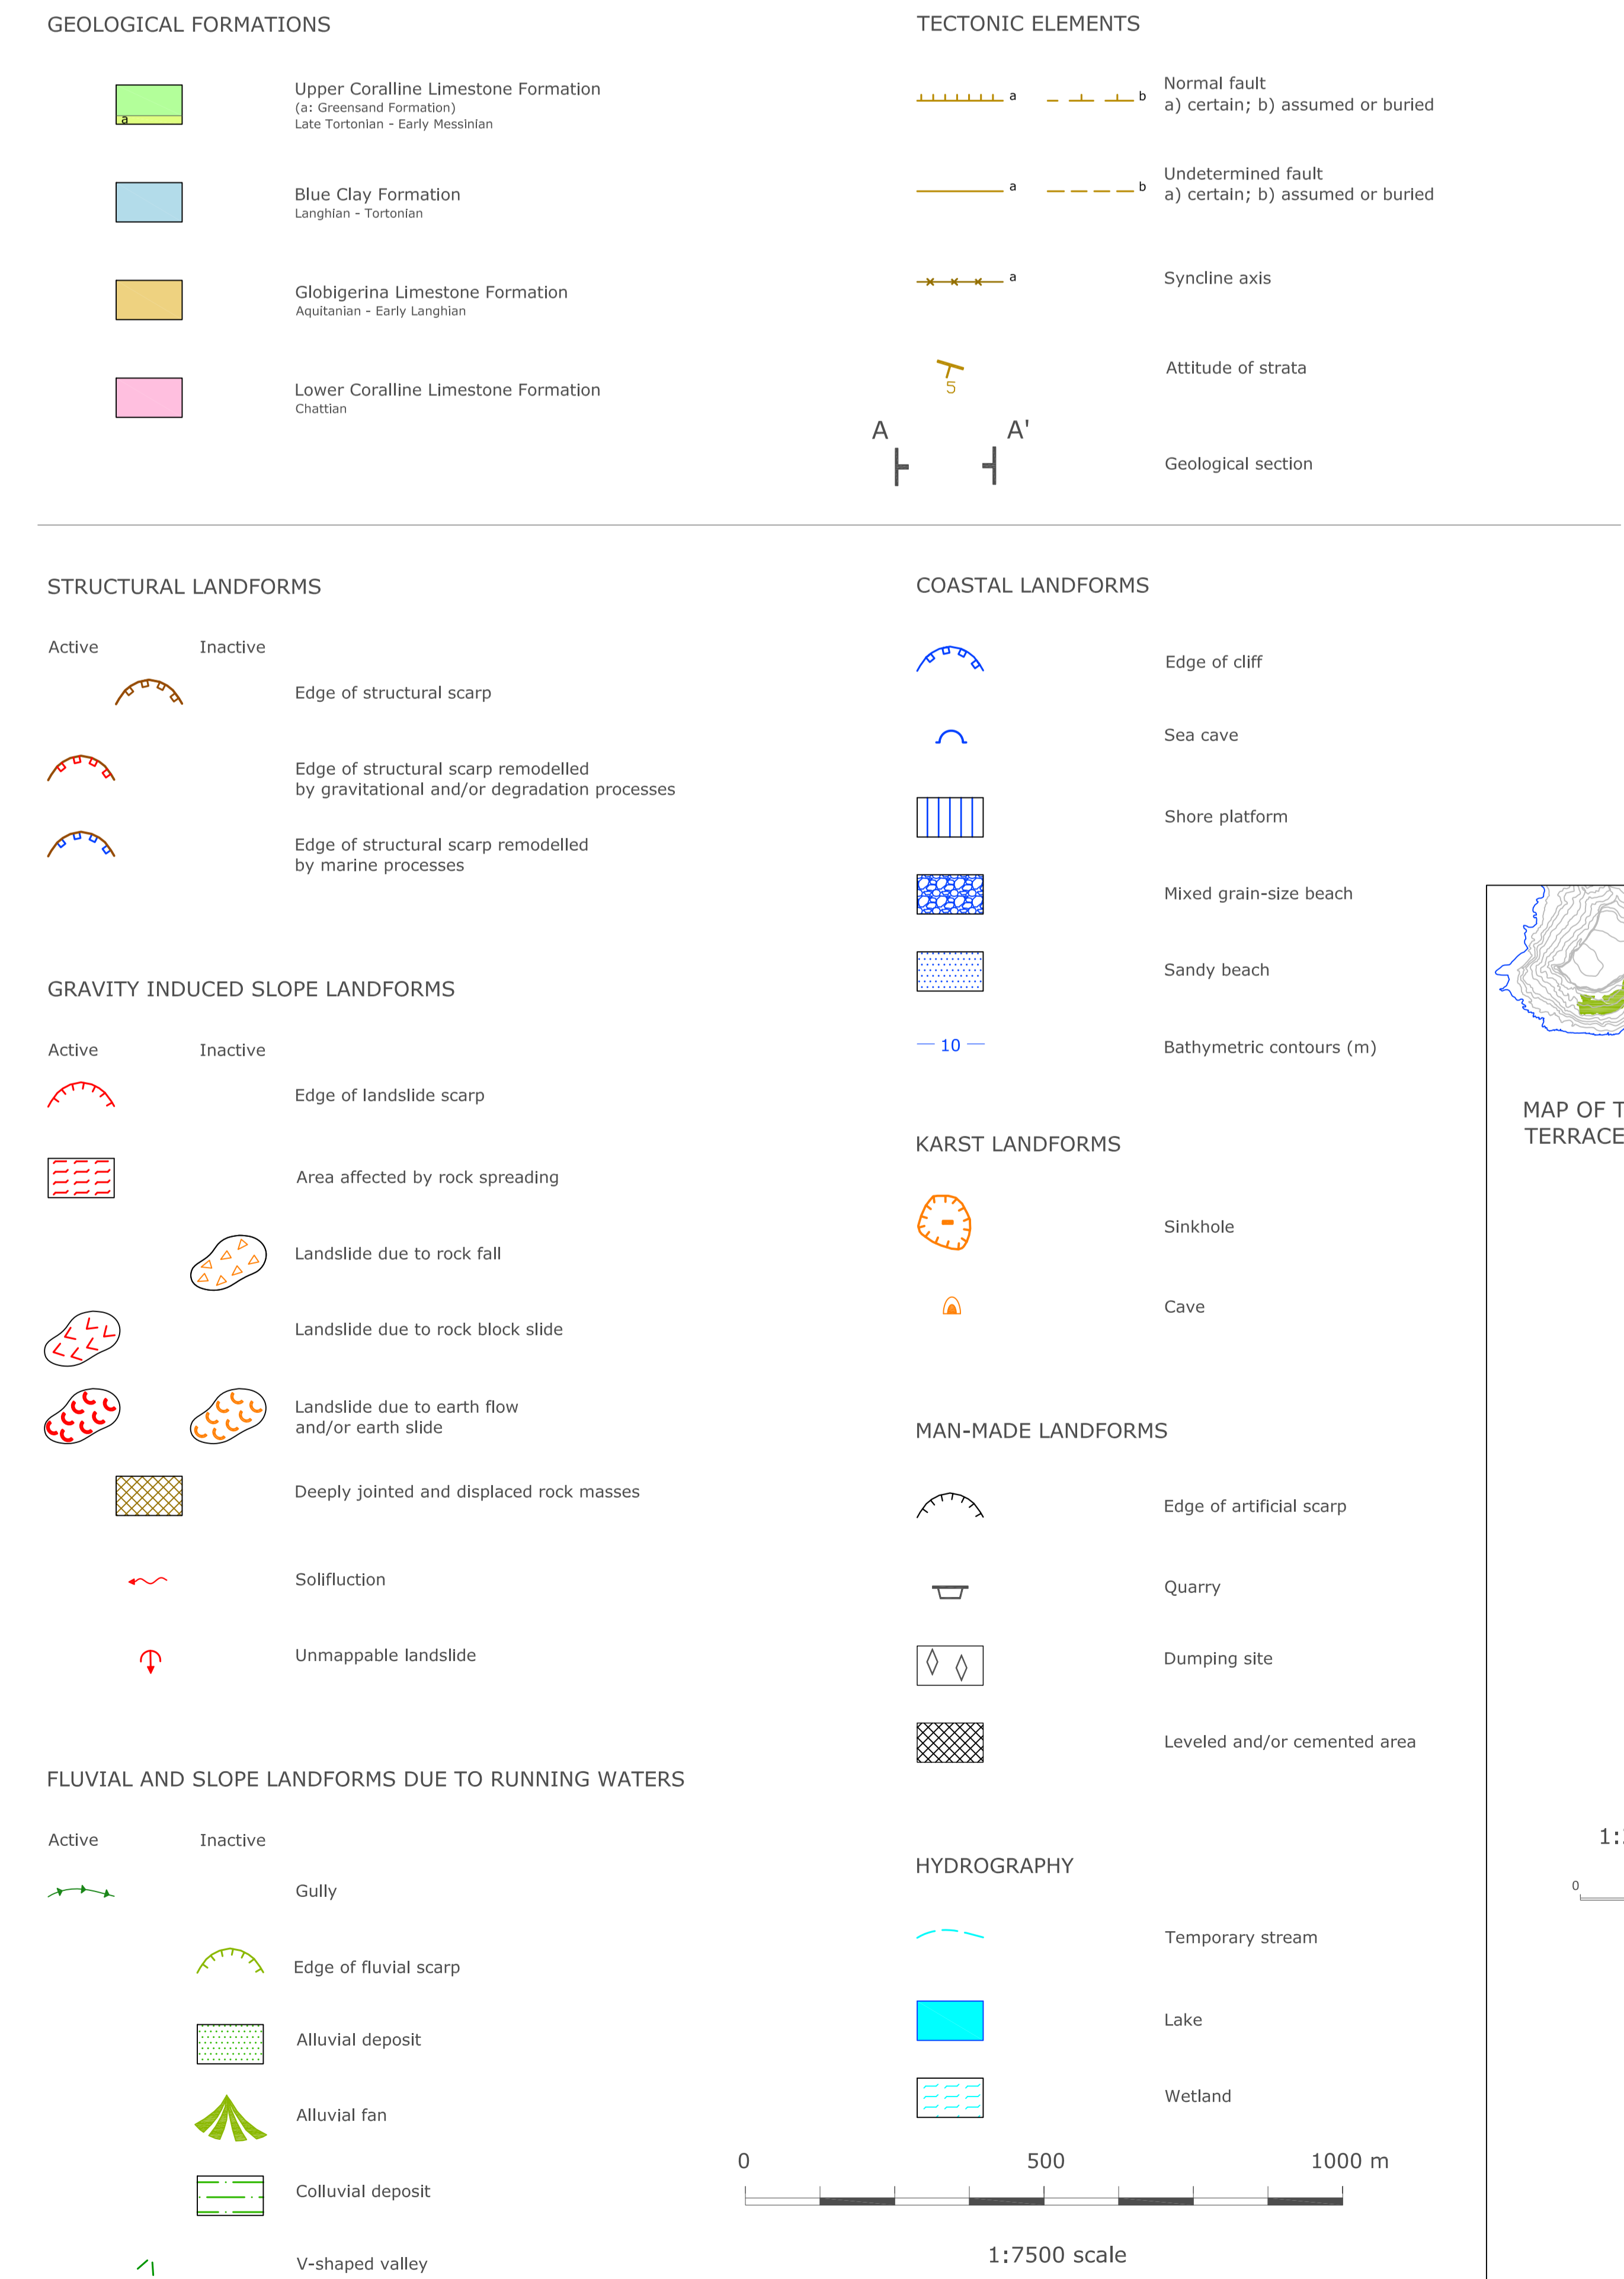 GEOLOGICAL FORMATIONS
a
Upper Coralline Limestone Formation
(a: Greensand Formation)
Late Tortonian - Early Messinian
Blue Clay Formation
Langhian - Tortonian
Globigerina Limestone Formation
Aquitanian - Early Langhian
Lower Coralline Limestone Formation
Chattian
TECTONIC ELEMENTS
a b Normal fault
a) certain; b) assumed or buried
a b Undetermined fault
a) certain; b) assumed or buried
a Syncline axis
5 Attitude of strata
A A'
Geological section
STRUCTURAL LANDFORMS
Active Inactive
Edge of structural scarp
Edge of structural scarp remodelled
by gravitational and/or degradation processes
Edge of structural scarp remodelled
by marine processes
GRAVITY INDUCED SLOPE LANDFORMS
Active Inactive
Edge of landslide scarp
Area affected by rock spreading
Landslide due to rock fall
Landslide due to rock block slide
Landslide due to earth flow
and/or earth slide
Deeply jointed and displaced rock masses
Solifluction
Unmappable landslide
FLUVIAL AND SLOPE LANDFORMS DUE TO RUNNING WATERS
Active Inactive
Gully
Edge of fluvial scarp
Alluvial deposit
Alluvial fan
Colluvial deposit
V-shaped valley
COASTAL LANDFORMS
Edge of cliff
Sea cave
Shore platform
Mixed grain-size beach
Sandy beach
10 Bathymetric contours (m)
KARST LANDFORMS
Sinkhole
Cave
MAN-MADE LANDFORMS
Edge of artificial scarp
Quarry
Dumping site
Leveled and/or cemented area
HYDROGRAPHY
Temporary stream
Lake
Wetland
0 500 1000 m
1:7500 scale
MAP OF
TERRACE
0